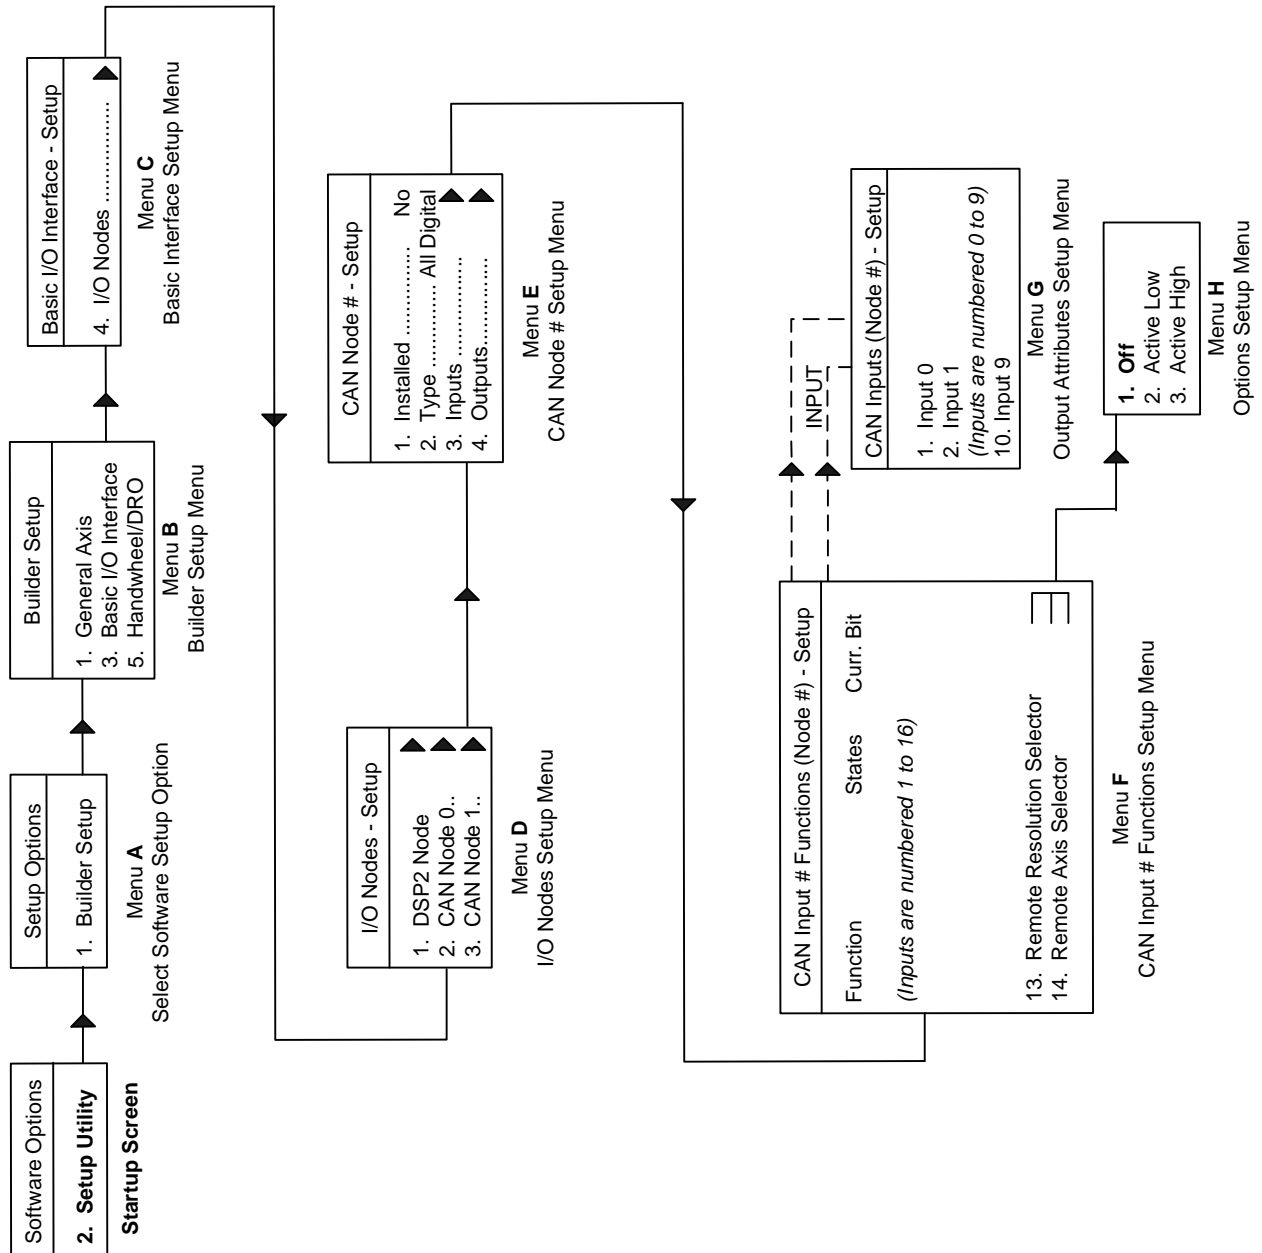 Software Options
2. Setup Utility
Startup Screen
Setup Options
1. Builder Setup
Menu A
Select Software Setup Option
Builder Setup
1. General Axis
3. Basic I/O Interface
5. Handwheel/DRO
Menu B
Builder Setup Menu
Basic I/O Interface - Setup
4. I/O Nodes ..................
Menu C
Basic Interface Setup Menu
I/O Nodes - Setup
1. DSP2 Node
2. CAN Node 0..
3. CAN Node 1..
Menu D
I/O Nodes Setup Menu
CAN Node # - Setup
1. Installed ................. No
2. Type ................ All Digital
3. Inputs .................
4. Outputs.................
Menu E
CAN Node # Setup Menu
CAN Input # Functions (Node #) - Setup
Function States Curr. Bit
(Inputs are numbered 1 to 16)
13. Remote Resolution Selector
14. Remote Axis Selector
Menu F
CAN Input # Functions Setup Menu
INPUT
CAN Inputs (Node #) - Setup
1. Input 0
2. Input 1
(Inputs are numbered 0 to 9)
10. Input 9
Menu G
Output Attributes Setup Menu
1. Off
2. Active Low
3. Active High
Menu H
Options Setup Menu